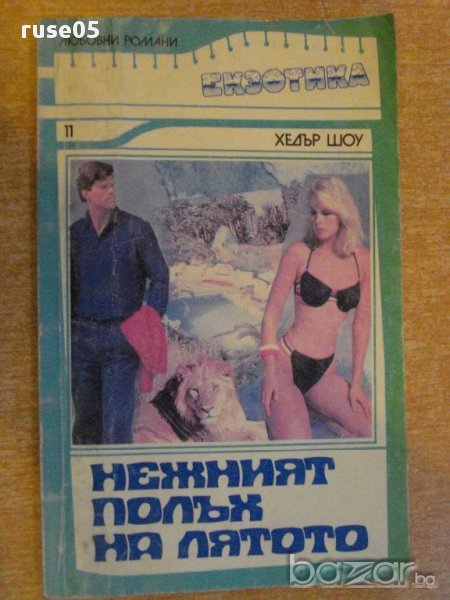 ruse05
ЛЮБОВНИ РОМАНИ
ЕКЗОТИКА
11
ХЕДЪР ШОУ
НЕЖНИЯТ
ПОЛЪХ
НА ЛЯТОТО
bazar.bg